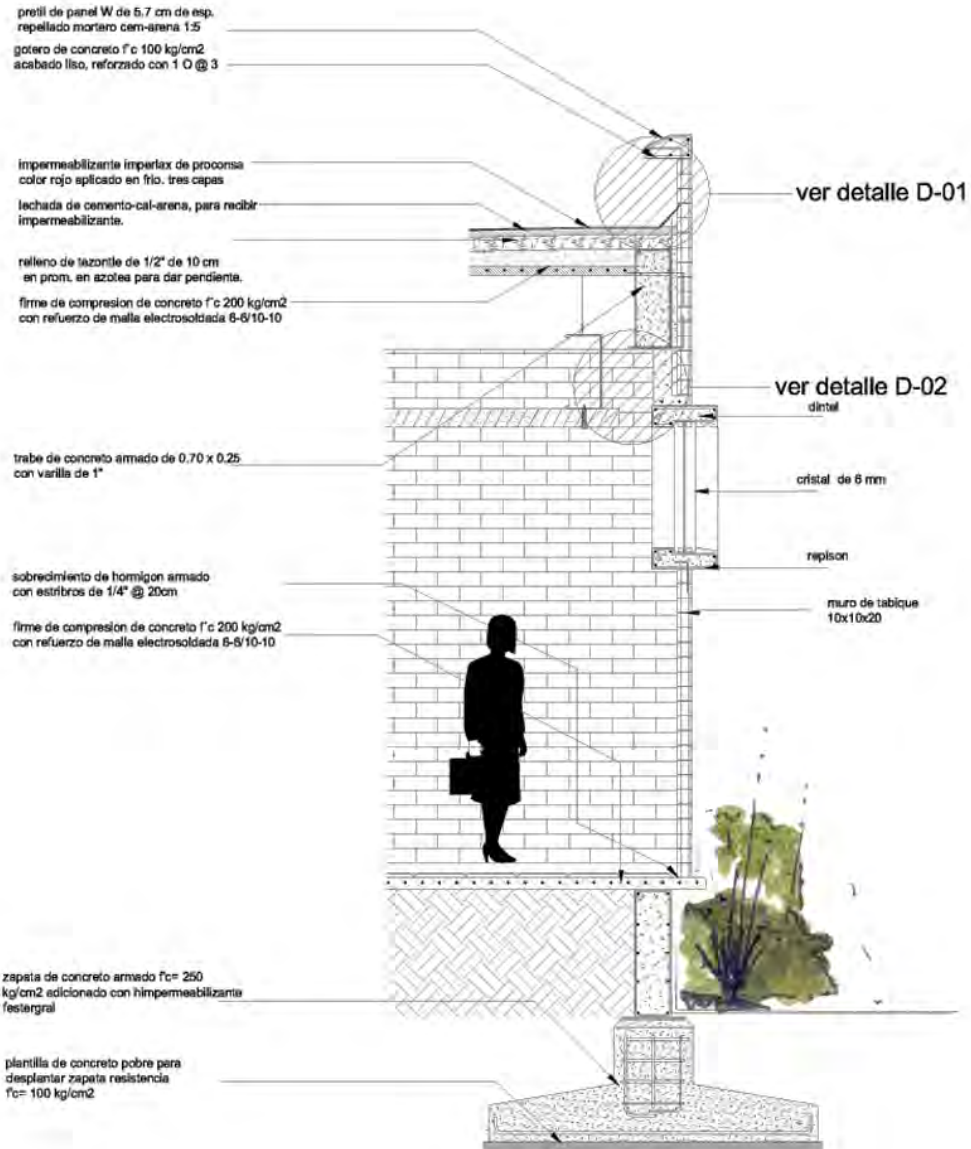 pretil de panel W de 5.7 cm de esp.
repellado mortero cem-arena 1:5
gotero de concreto f'c 100 kg/cm2
acabado liso, reforzado con 1 O @ 3
impermeabilizante imperlax de proconsa
color rojo aplicado en frio. tres capas
lechada de cemento-cal-arena, para recibir
impermeabilizante.
relleno de tezontle de 1/2" de 10 cm
en prom. en azotea para dar pendiente.
firme de compresion de concreto f'c 200 kg/cm2
con refuerzo de malla electrosoldada 6-6/10-10
ver detalle D-01
ver detalle D-02
dintel
trabe de concreto armado de 0.70 x 0.25
con varilla de 1"
cristal de 6 mm
repison
sobrecimiento de hormigon armado
con estribros de 1/4" @ 20cm
muro de tabique
10x10x20
firme de compresion de concreto f'c 200 kg/cm2
con refuerzo de malla electrosoldada 6-6/10-10
zapata de concreto armado f'c= 250
kg/cm2 adicionado con himpermeabilizante
festergral
plantilla de concreto pobre para
desplantar zapata resistencia
f'c= 100 kg/cm2